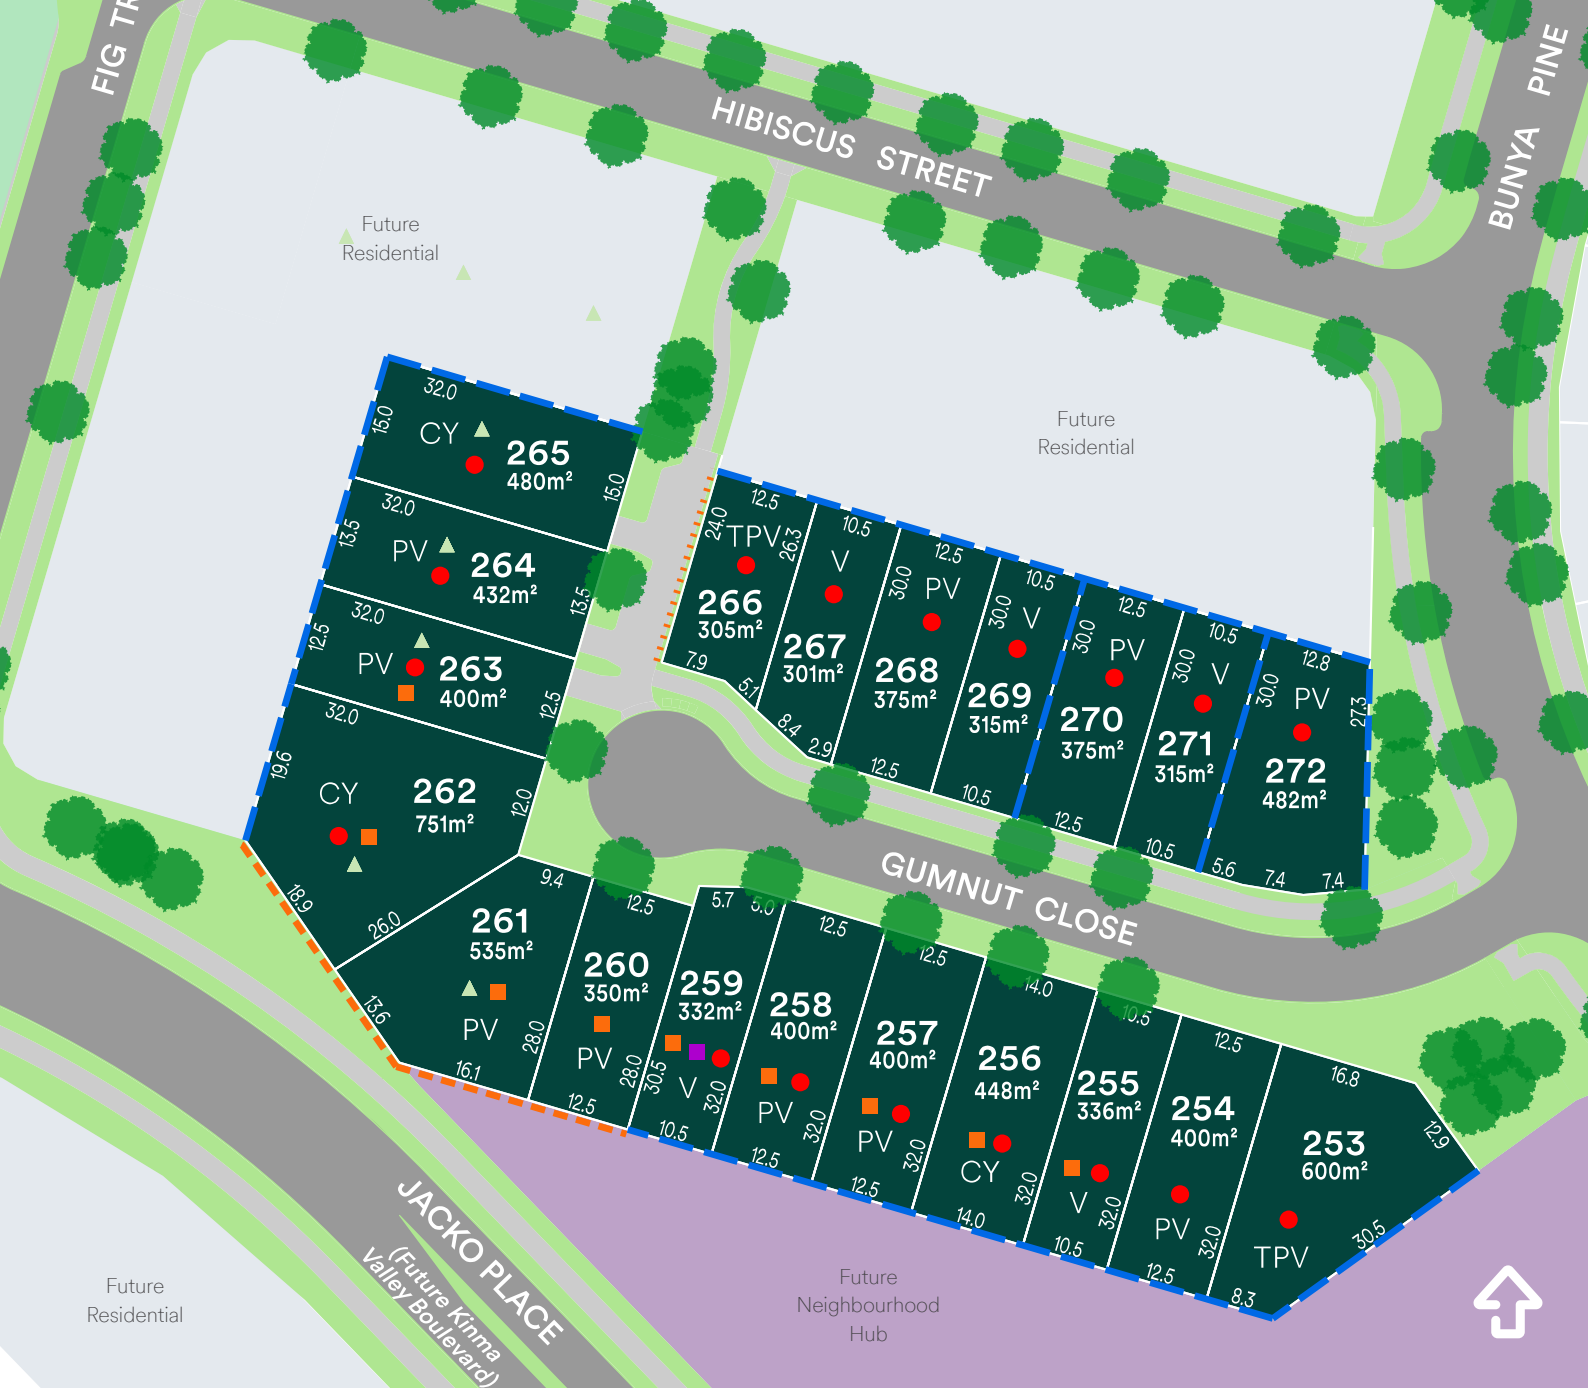 FIG TR
HIBISCUS STREET
BUNYA PINE
Future
Residential
Future
Residential
32.0
15.0
CY
265
480m²
15.0
32.0
13.5
PV
264
432m²
13.5
32.0
12.5
PV
263
400m²
12.5
32.0
19.6
CY
262
751m²
12.0
18.9
26.0
12.5
24.0
TPV
26.3
266
305m²
7.9
5.1
10.5
V
267
301m²
8.4
2.9
12.5
30.0
PV
268
375m²
12.5
10.5
30.0
V
269
315m²
10.5
12.5
30.0
PV
270
375m²
12.5
10.5
30.0
V
271
315m²
10.5
12.8
30.0
PV
27.3
272
482m²
5.6
7.4
7.4
GUMNUT CLOSE
9.4
261
535m²
PV
13.6
28.0
16.1
12.5
260
350m²
PV
28.0
12.5
5.7
5.0
259
332m²
30.5
V
32.0
10.5
12.5
258
400m²
PV
32.0
12.5
12.5
257
400m²
PV
32.0
12.5
14.0
256
448m²
CY
32.0
14.0
10.5
255
336m²
V
32.0
10.5
12.5
254
400m²
PV
32.0
12.5
16.8
12.9
253
600m²
TPV
30.5
8.3
JACKO PLACE
(Future Kinma
Valley Boulevard)
Future
Residential
Future
Neighbourhood
Hub